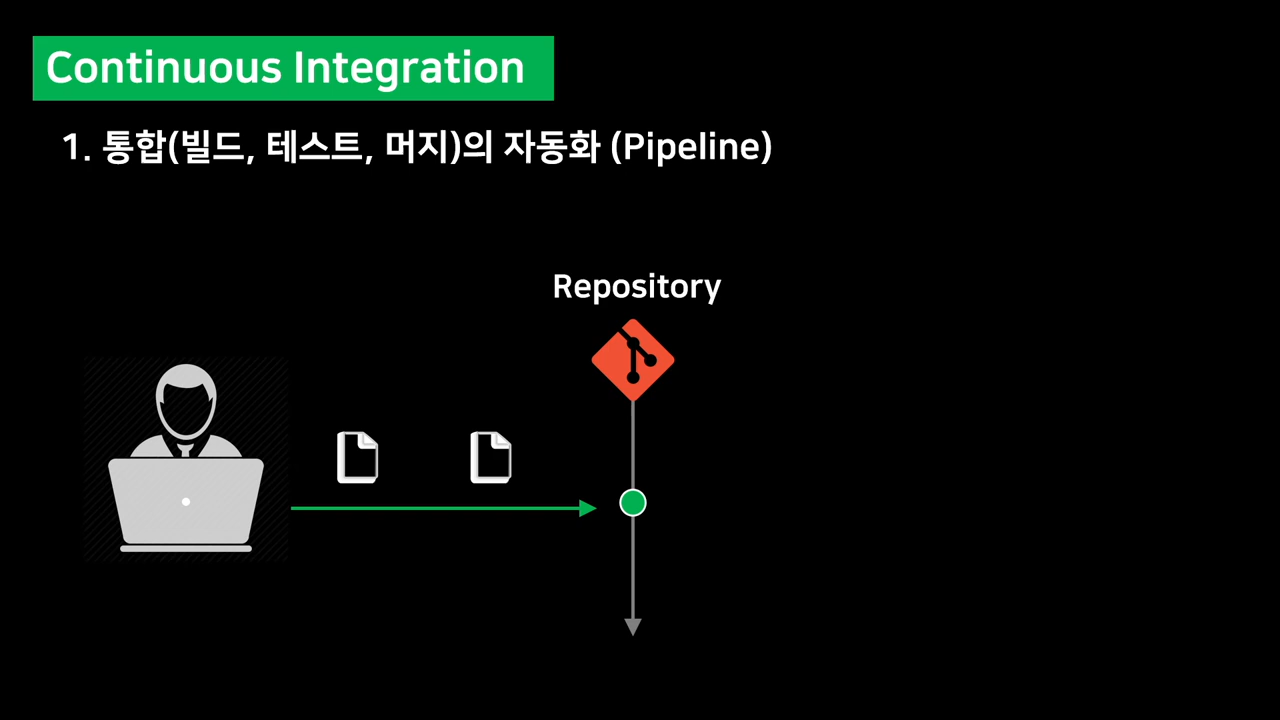 Continuous Integration
1. 통합(빌드, 테스트, 머지)의 자동화 (Pipeline)
Repository